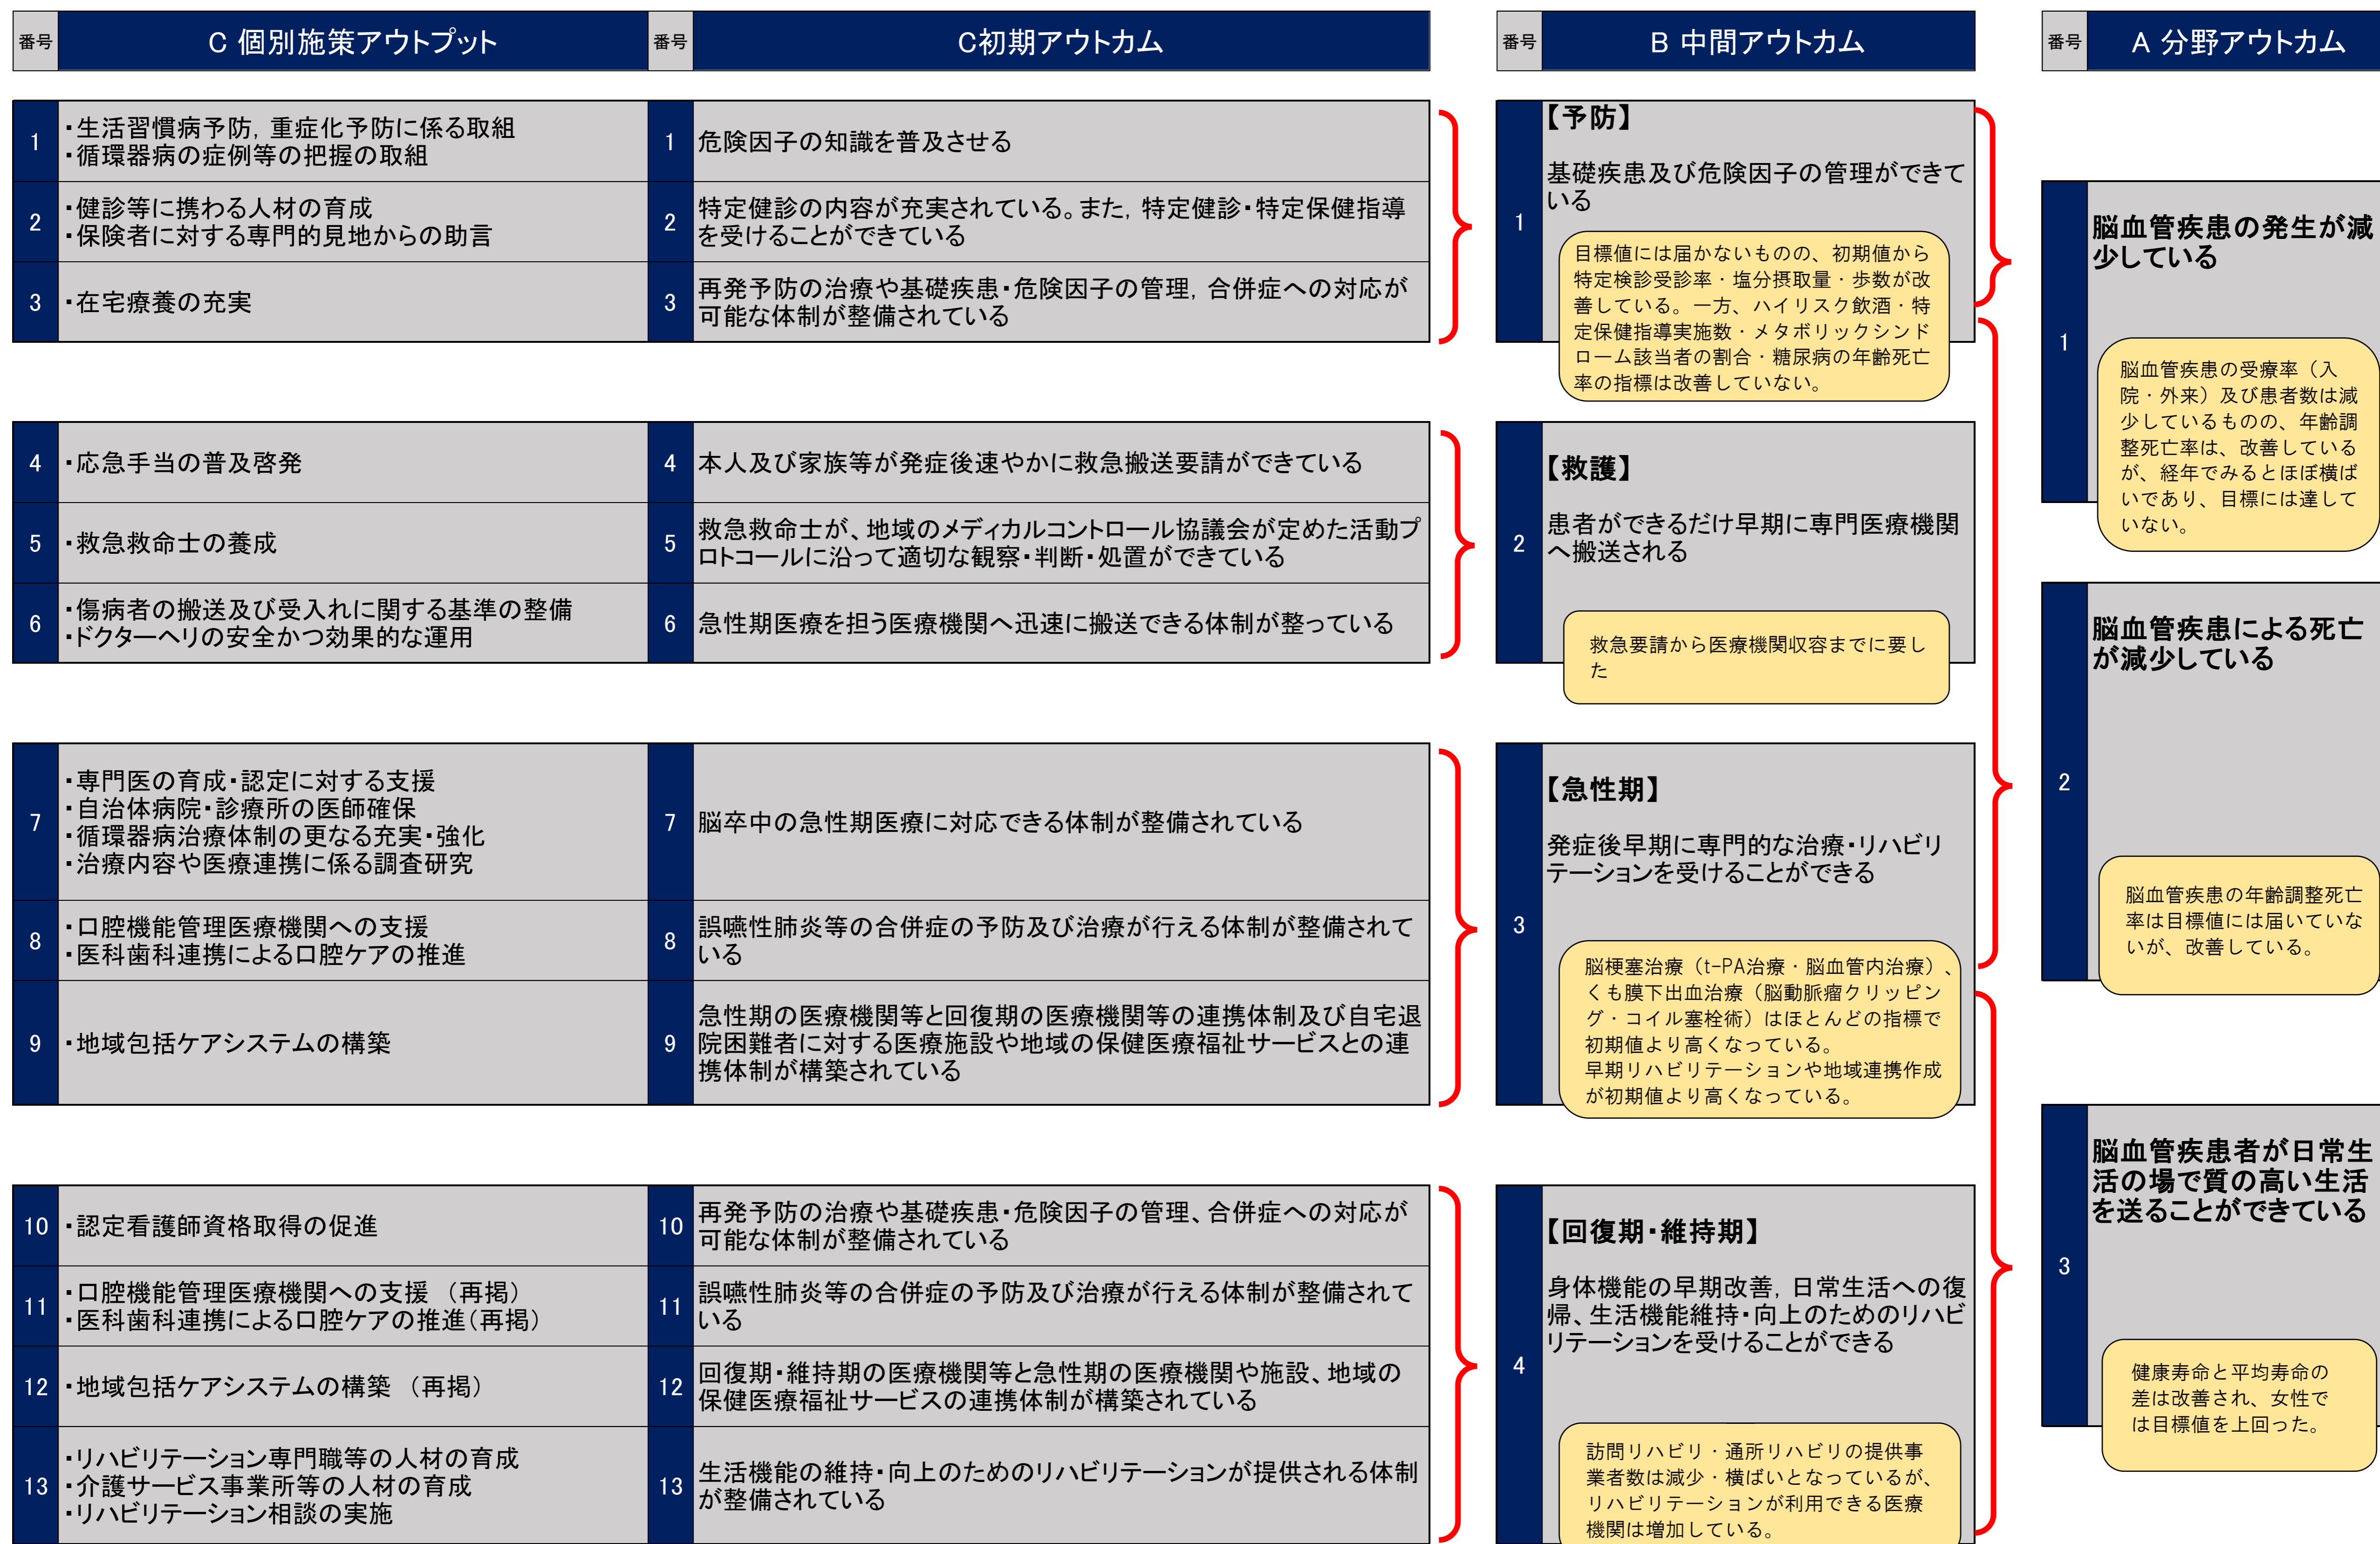 番号 C 個別施策アウトプット 番号 C初期アウトカム 番号 B 中間アウトカム 番号 A 分野アウトカム
1
・生活習慣病予防，重症化予防に係る取組
・循環器病の症例等の把握の取組
1
危険因子の知識を普及させる
2
・健診等に携わる人材の育成
・保険者に対する専門的見地からの助言
2
特定健診の内容が充実されている。また，特定健診・特定保健指導
を受けることができている
3
・在宅療養の充実
3
再発予防の治療や基礎疾患・危険因子の管理，合併症への対応が
可能な体制が整備されている
1
【予防】
基礎疾患及び危険因子の管理ができて
いる
目標値には届かないものの、初期値から
特定検診受診率・塩分摂取量・歩数が改
善している。一方、ハイリスク飲酒・特
定保健指導実施数・メタボリックシンド
ローム該当者の割合・糖尿病の年齢死亡
率の指標は改善していない。
4
・応急手当の普及啓発
4
本人及び家族等が発症後速やかに救急搬送要請ができている
5
・救急救命士の養成
5
救急救命士が、地域のメディカルコントロール協議会が定めた活動プ
ロトコールに沿って適切な観察・判断・処置ができている
6
・傷病者の搬送及び受入れに関する基準の整備
・ドクターヘリの安全かつ効果的な運用
6
急性期医療を担う医療機関へ迅速に搬送できる体制が整っている
2
【救護】
患者ができるだけ早期に専門医療機関
へ搬送される
救急要請から医療機関収容までに要し
た
7
・専門医の育成・認定に対する支援
・自治体病院・診療所の医師確保
・循環器病治療体制の更なる充実・強化
・治療内容や医療連携に係る調査研究
7
脳卒中の急性期医療に対応できる体制が整備されている
8
・口腔機能管理医療機関への支援
・医科歯科連携による口腔ケアの推進
8
誤嚥性肺炎等の合併症の予防及び治療が行える体制が整備されて
いる
9
・地域包括ケアシステムの構築
9
急性期の医療機関等と回復期の医療機関等の連携体制及び自宅退
院困難者に対する医療施設や地域の保健医療福祉サービスとの連
携体制が構築されている
3
【急性期】
発症後早期に専門的な治療・リハビリ
テーションを受けることができる
脳梗塞治療（t-PA治療・脳血管内治療）、
くも膜下出血治療（脳動脈瘤クリッピン
グ・コイル塞栓術）はほとんどの指標で
初期値より高くなっている。
早期リハビリテーションや地域連携作成
が初期値より高くなっている。
10
・認定看護師資格取得の促進
10
再発予防の治療や基礎疾患・危険因子の管理、合併症への対応が
可能な体制が整備されている
11
・口腔機能管理医療機関への支援 （再掲）
・医科歯科連携による口腔ケアの推進（再掲）
11
誤嚥性肺炎等の合併症の予防及び治療が行える体制が整備されて
いる
12
・地域包括ケアシステムの構築 （再掲）
12
回復期・維持期の医療機関等と急性期の医療機関や施設、地域の
保健医療福祉サービスの連携体制が構築されている
13
・リハビリテーション専門職等の人材の育成
・介護サービス事業所等の人材の育成
・リハビリテーション相談の実施
13
生活機能の維持・向上のためのリハビリテーションが提供される体制
が整備されている
4
【回復期・維持期】
身体機能の早期改善，日常生活への復
帰、生活機能維持・向上のためのリハビ
リテーションを受けることができる
訪問リハビリ・通所リハビリの提供事
業者数は減少・横ばいとなっているが、
リハビリテーションが利用できる医療
機関は増加している。
1
脳血管疾患の発生が減
少している
脳血管疾患の受療率（入
院・外来）及び患者数は減
少しているものの、年齢調
整死亡率は、改善している
が、経年でみるとほぼ横ば
いであり、目標には達して
いない。
2
脳血管疾患による死亡
が減少している
脳血管疾患の年齢調整死亡
率は目標値には届いていな
いが、改善している。
3
脳血管疾患者が日常生
活の場で質の高い生活
を送ることができている
健康寿命と平均寿命の
差は改善され、女性で
は目標値を上回った。